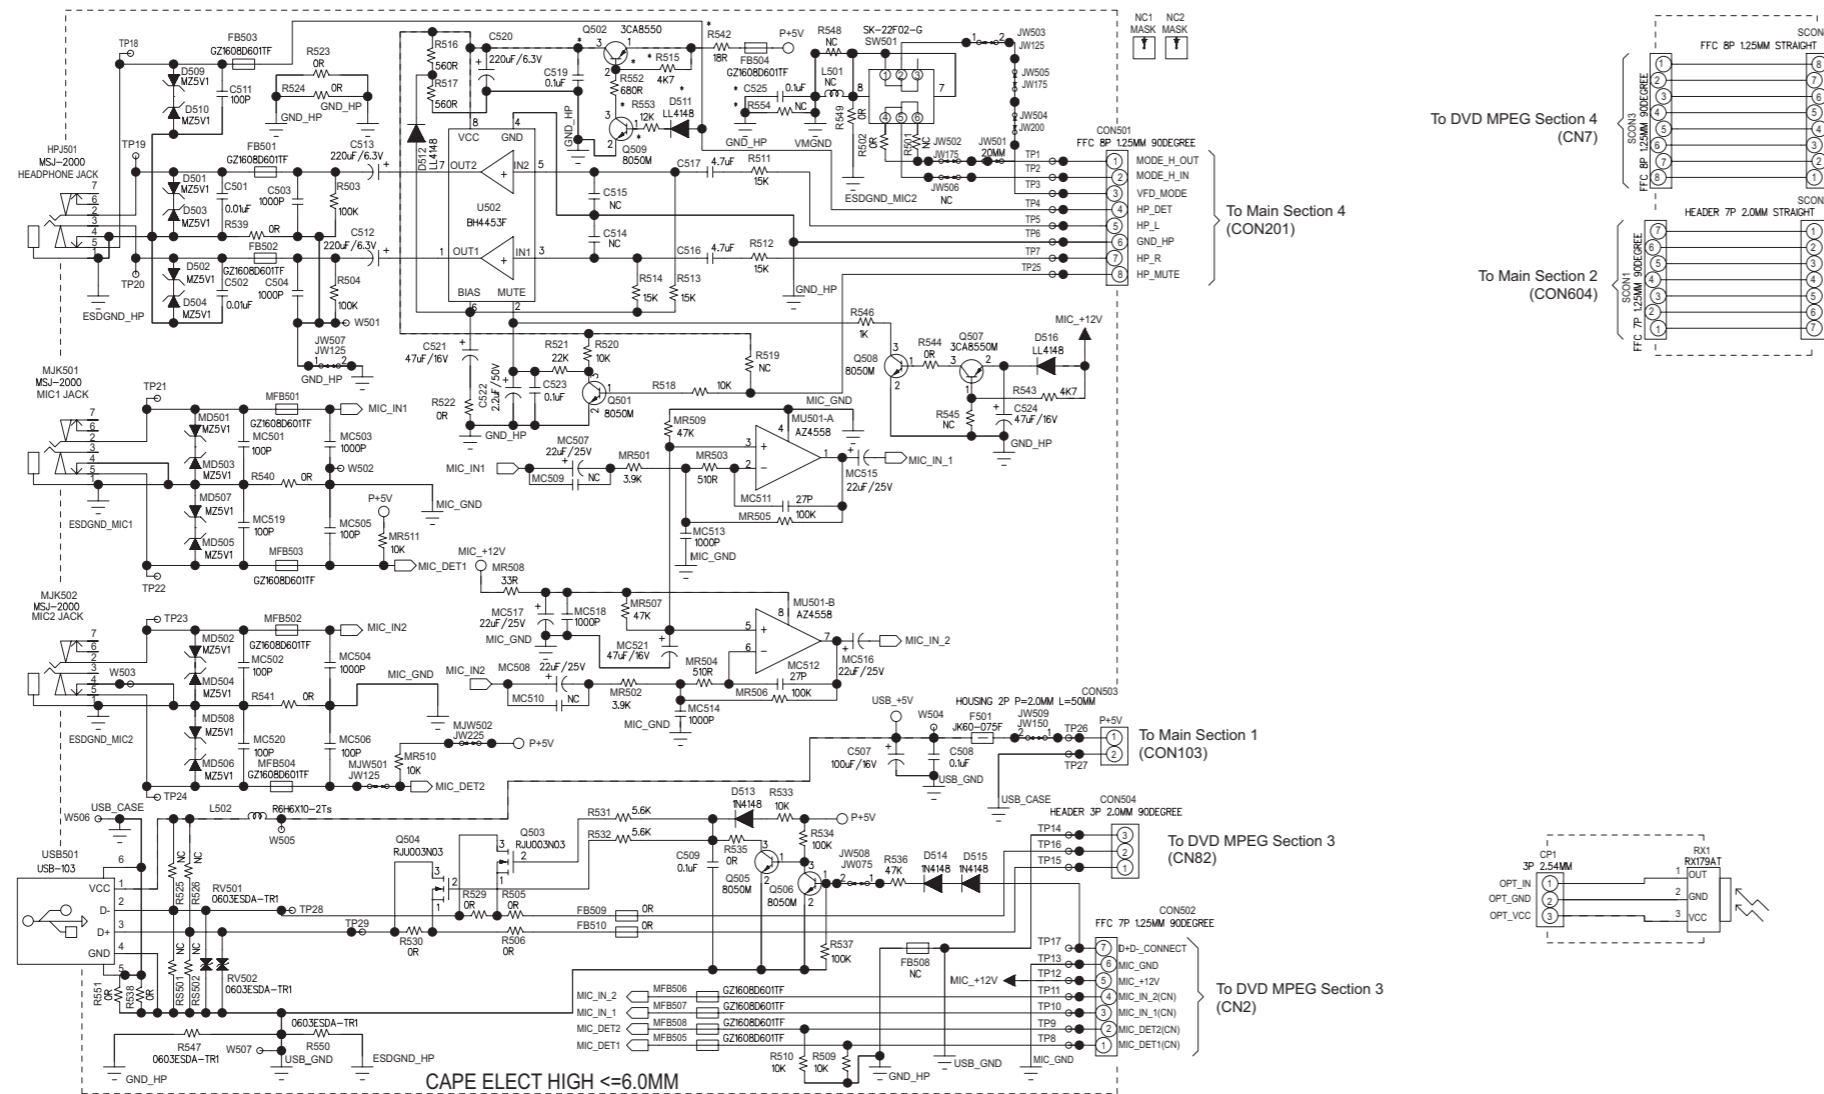 TP18
FB503
GZ1608D601TF
R523
0R
R524
0R
GND_HP
GND_HP
D509
MZ5V1
D510
MZ5V1
C511
100P
HPJ501
MSJ-2000
HEADPHONE JACK
TP19
FB501
GZ1608D601TF
C513
220uF/6.3V
D501
MZ5V1
D503
MZ5V1
C501
0.01uF
C503
1000P
R503
100K
R539
0R
FB502
GZ1608D601TF
C512
220uF/6.3V
D502
MZ5V1
D504
MZ5V1
C502
0.01uF
C504
1000P
R504
100K
TP20
ESDGND_HP
W501
JW507
JW125
GND_HP
R516
560R
R517
560R
C520
220uF/6.3V
Q502
3CA8550
C519
0.1uF
R552
680R
R515
4K7
R542
18R
FB504
GZ1608D601TF
P+5V
R553
12K
D511
LL4148
Q509
8050M
GND_HP
D512
LL4148
C525
0.1uF
R554
NC
GND_HP
VMGND
R548
NC
L501
NC
SK-22F02-G
SW501
R549
0R
R502
0R
R501
NC
ESDGND_MIC2
JW503
JW125
JW505
JW175
JW504
JW200
JW502
JW175
JW501
20MM
JW506
NC
NC1
MASK
NC2
MASK
VCC
GND
OUT2
IN2
U502
BH4453F
OUT1
IN1
BIAS
MUTE
C517
4.7uF
R511
15K
C515
NC
C514
NC
C516
4.7uF
R512
15K
R514
15K
R513
15K
GND_HP
CON501
FFC 8P 1.25MM 90DEGREE
TP1
MODE_H_OUT
TP2
MODE_H_IN
TP3
VFD_MODE
TP4
HP_DET
TP5
HP_L
TP6
GND_HP
TP7
HP_R
TP25
HP_MUTE
To Main Section 4
(CON201)
C521
47uF/16V
R522
0R
C522
2.2uF/50V
R521
22K
C523
0.1uF
R520
10K
Q501
8050M
GND_HP
R518
10K
R519
NC
R546
1K
Q508
8050M
R544
0R
Q507
3CA8550M
D516
LL4148
MIC_+12V
R543
4K7
R545
NC
C524
47uF/16V
GND_HP
MJK501
MSJ-2000
MIC1 JACK
TP21
MFB501
GZ1608D601TF
MIC_IN1
MD501
MZ5V1
MC501
100P
MC503
1000P
MD503
MZ5V1
W502
R540
0R
MIC_GND
MD507
MZ5V1
MC519
100P
MC505
100P
MD505
MZ5V1
MFB503
GZ1608D601TF
P+5V
MR511
10K
MIC_DET1
TP22
ESDGND_MIC1
MIC_IN1
MC507
22uF/25V
MC509
NC
MR501
3.9K
MR503
510R
MR509
47K
MIC_GND
MU501-A
AZ4558
MC511
27P
MR505
100K
MC513
1000P
MIC_GND
MC515
22uF/25V
MIC_IN_1
MIC_+12V
MR508
33R
MC517
22uF/25V
MC518
1000P
MIC_GND
MR507
47K
MC521
47uF/16V
MU501-B
AZ4558
MIC_IN2
MC508
22uF/25V
MC510
NC
MR502
3.9K
MR504
510R
MC512
27P
MR506
100K
MC514
1000P
MIC_GND
MC516
22uF/25V
MIC_IN_2
MJK502
MSJ-2000
MIC2 JACK
TP23
MFB502
GZ1608D601TF
MIC_IN2
MD502
MZ5V1
MC502
100P
MC504
1000P
MD504
MZ5V1
W503
R541
0R
MIC_GND
MD508
MZ5V1
MC520
100P
MC506
100P
MD506
MZ5V1
MFB504
GZ1608D601TF
TP24
ESDGND_MIC2
MJW501
JW125
MJW502
JW225
P+5V
MR510
10K
MIC_DET2
USB_+5V
W504
HOUSING 2P P=2.0MM L=50MM
F501
JK60-075F
JW509
JW150
CON503
P+5V
TP26
TP27
C507
100uF/16V
C508
0.1uF
USB_GND
USB_CASE
To Main Section 1
(CON103)
USB_CASE
W506
L502
R6H6X10-2Ts
W505
USB501
USB-103
VCC
D-
D+
GND
R525
NC
R526
NC
RV501
0603ESDA-TR1
RV502
0603ESDA-TR1
TP28
TP29
R551
0R
R538
0R
RS501
NC
RS502
NC
R547
0603ESDA-TR1
0603ESDA-TR1
R550
W507
USB_GND
ESDGND_HP
GND_HP
Q504
RJU003N03
Q503
RJU003N03
R531
5.6K
R532
5.6K
R529
0R
R505
0R
R530
0R
R506
0R
FB509
0R
FB510
0R
D513
1N4148
R533
10K
P+5V
R534
100K
C509
0.1uF
R535
0R
Q505
8050M
Q506
8050M
JW508
JW075
R536
47K
D514
1N4148
D515
1N4148
R537
100K
CON504
HEADER 3P 2.0MM 90DEGREE
TP14
TP16
TP15
To DVD MPEG Section 3
(CN82)
FB508
NC
MIC_+12V
CON502
FFC 7P 1.25MM 90DEGREE
TP17
D+D-_CONNECT
TP13
MIC_GND
TP12
MIC_+12V
TP11
MIC_IN_2(CN)
TP10
MIC_IN_1(CN)
TP9
MIC_DET2(CN)
TP8
MIC_DET1(CN)
To DVD MPEG Section 3
(CN2)
MIC_IN_2
MFB506
GZ1608D601TF
MIC_IN_1
MFB507
GZ1608D601TF
MIC_DET2
MFB508
GZ1608D601TF
MIC_DET1
MFB505
GZ1608D601TF
R510
10K
R509
10K
GND_HP
USB_GND
MIC_GND
CAPE ELECT HIGH <=6.0MM
To DVD MPEG Section 4
(CN7)
SCON3
FFC 8P 1.25MM 90DEGREE
SCON
FFC 8P 1.25MM STRAIGHT
To Main Section 2
(CON604)
SCON1
FFC 7P 1.25MM 90DEGREE
SCON
HEADER 7P 2.0MM STRAIGHT
CP1
3P 2.54MM
OPT_IN
OPT_GND
OPT_VCC
RX1
RX179AT
OUT
GND
VCC